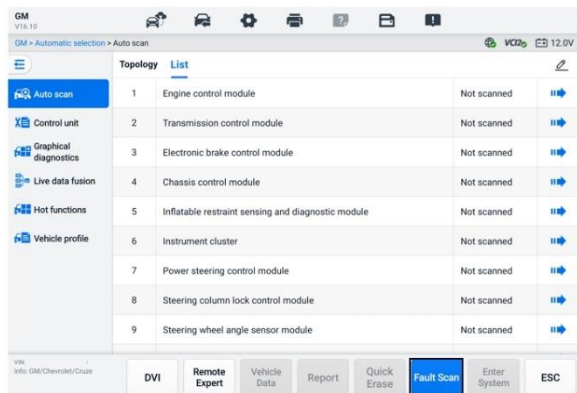 GM
V16.10
GM > Automatic selection > Auto scan
VCI2
12.0V
Topology List
Auto scan
Control unit
Graphical
diagnostics
Live data fusion
Hot functions
Vehicle profile
1 Engine control module Not scanned
2 Transmission control module Not scanned
3 Electronic brake control module Not scanned
4 Chassis control module Not scanned
5 Inflatable restraint sensing and diagnostic module Not scanned
6 Instrument cluster Not scanned
7 Power steering control module Not scanned
8 Steering column lock control module Not scanned
9 Steering wheel angle sensor module Not scanned
VIN:
Info: GM/Chevrolet/Cruze
DVI
Remote
Expert
Vehicle
Data
Report
Quick
Erase
Fault Scan
Enter
System
ESC